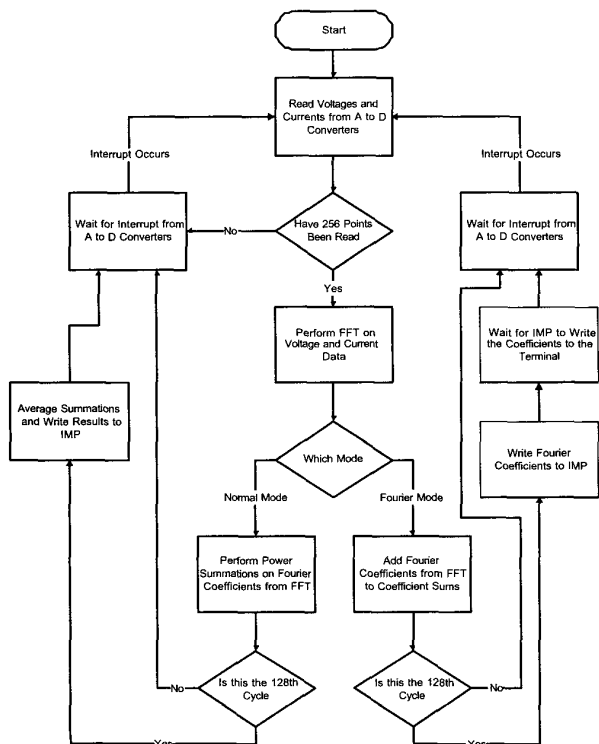 Start
Read Voltages and
Currents from A to D
Converters
Interrupt Occurs
Interrupt Occurs
Wait for Interrupt from
A to D Converters
No
Have 256 Points
Been Read
Wait for Interrupt from
A to D Converters
Yes
Perform FFT on
Voltage and Current
Data
Wait for IMP to Write
the Coefficients to the
Terminal
Average Summations
and Write Results to
IMP
Which Mode
Write Fourier
Coefficients to IMP
Normal Mode
Fourier Mode
Perform Power
Summations on Fourier
Coefficients from FFT
Add Fourier
Coefficients from FFT
to Coefficient Sums
No
Is this the 128th
Cycle
Is this the 128th
Cycle
No
Yes
Yes